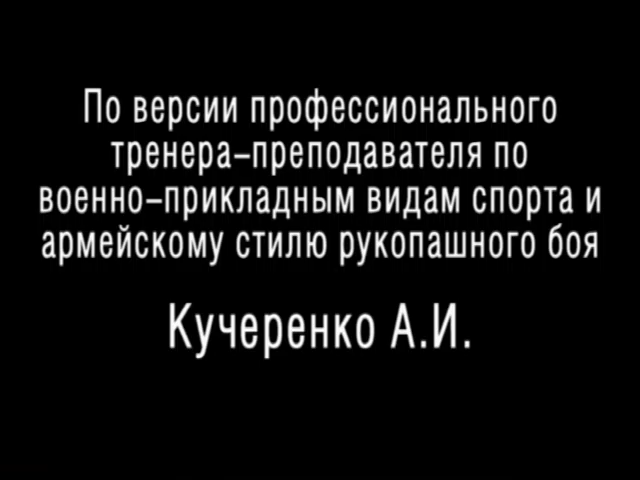 По версии профессионального
тренера-преподавателя по
военно-прикладным видам спорта и
армейскому стилю рукопашного боя
Кучеренко А.И.